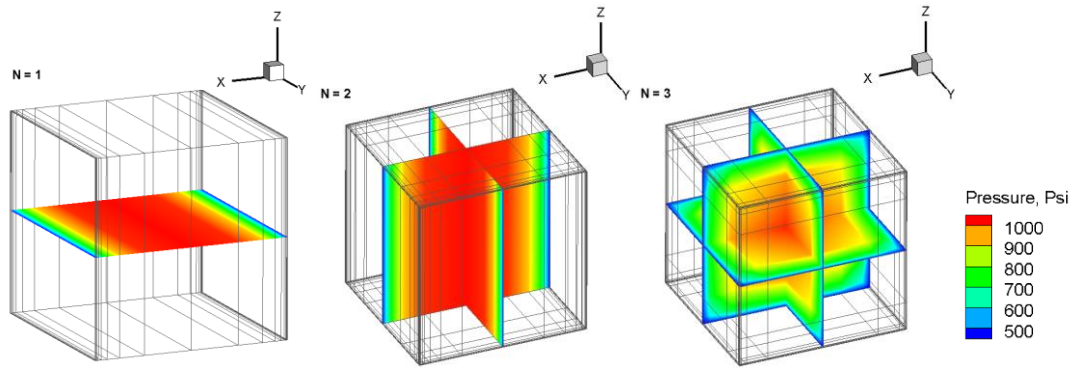 Z
X
Y
N = 1
Z
X
Y
N = 2
Z
X
Y
N = 3
Pressure, Psi
1000
900
800
700
600
500